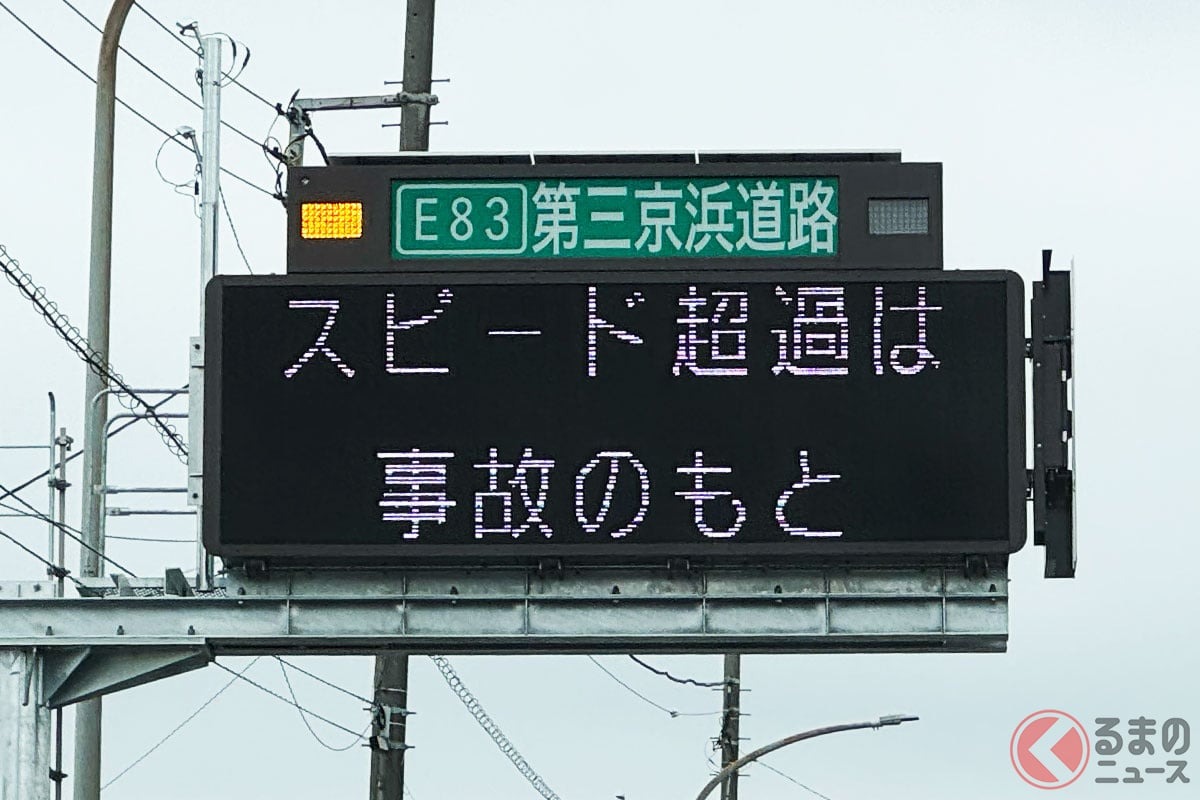 E83 第三京浜道路
スピード超過は
事故のもと
くるまの
ニュース